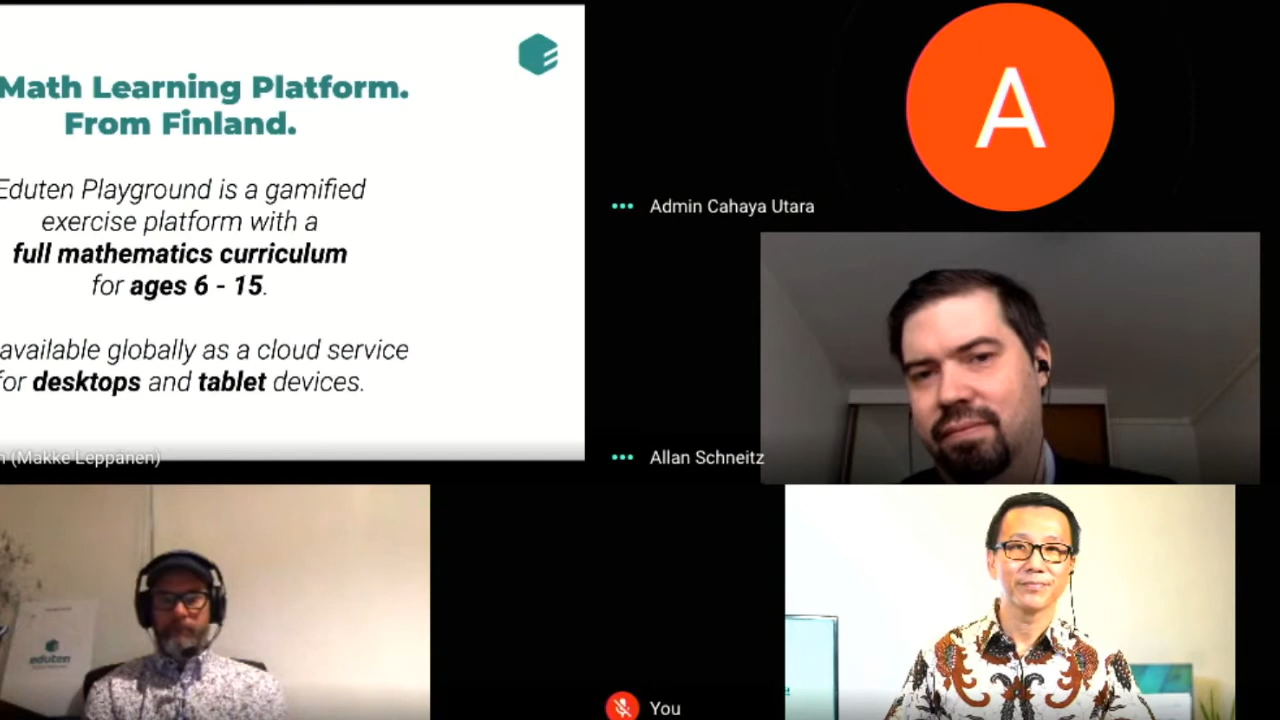 Math Learning Platform.
From Finland.
Eduten Playground is a gamified
exercise platform with a
full mathematics curriculum
for ages 6 - 15.
available globally as a cloud service
for desktops and tablet devices.
(Makke Leppanen)
A
Admin Cahaya Utara
Allan Schneitz
eduten
You